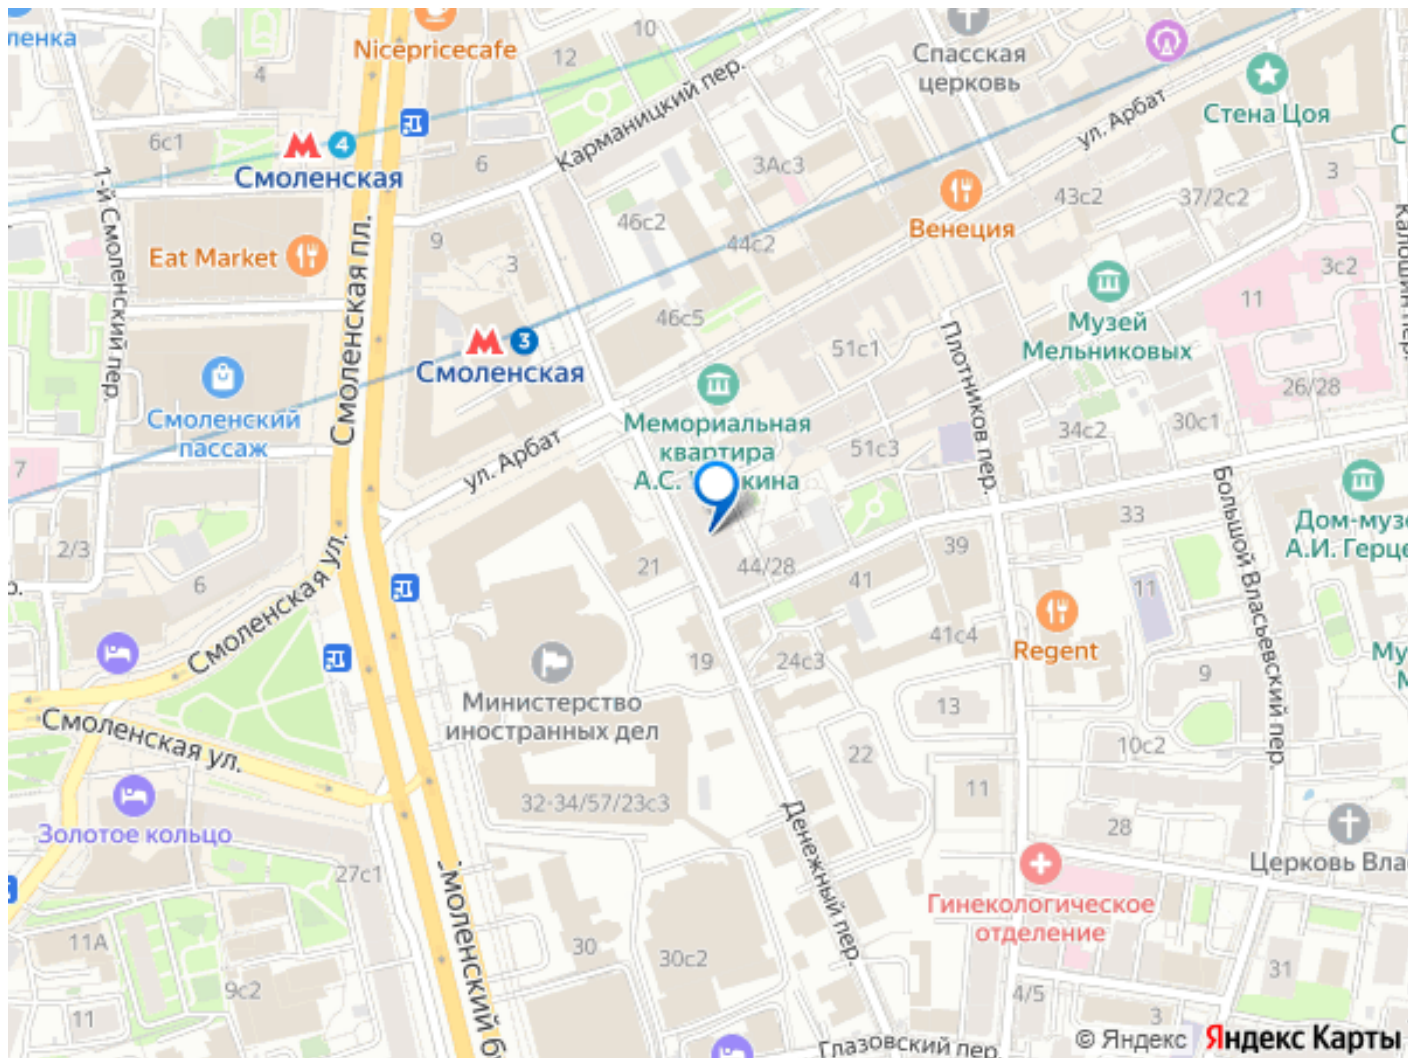 ленка
Nicepricecafe
10
12
4
Спасская
церковь
Стена Цоя
ул. Арбат
Карманицкий пер.
6с1
4
Смоленская
6
3Ас3
3
1-й Смоленский пер.
43с2
37/2с2
46с2
Венеция
44с2
9
3
Eat Market
Смоленская пл.
Калошин пер.
3с2
11
46с5
Музей
Мельниковых
3
Смоленская
51с1
Плотников пер.
26/28
Смоленский
пассаж
Мемориальная
квартира
А.С.
кина
30с1
34с2
51с3
ул. Арбат
7
Большой Власьевский пер.
33
Дом-муз
А.И. Герце
2/3
39
6
Смоленская ул.
21
44/28
41
11
41с4
Regent
19
24с3
9
Министерство
иностранных дел
13
Смоленская ул.
10с2
22
32-34/57/23с3
11
Золотое кольцо
Денежный пер.
28
Церковь Вла
27с1
Гинекологическое
отделение
моленский б
11А
30
30с2
31
9с2
4/5
11
3
Глазовский пер.
© Яндекс Яндекс Карты